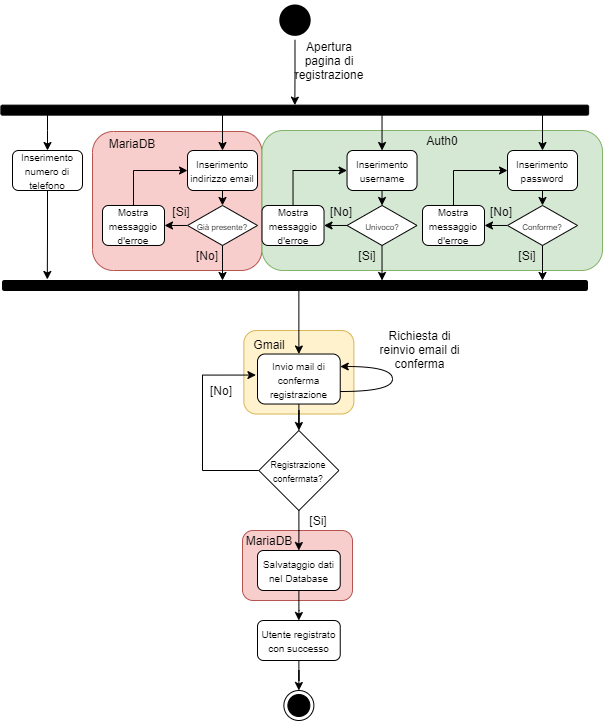 Apertura
pagina di
registrazione
MariaDB
Auth0
Inserimento
numero di
telefono
Inserimento
indirizzo email
Inserimento
username
Inserimento
password
Mostra
messaggio
d'erroe
[Si]
Già presente?
[No]
Mostra
messaggio
d'erroe
[No]
Univoco?
[Si]
Mostra
messaggio
d'erroe
[No]
Conforme?
[Si]
Gmail
Invio mail di
conferma
registrazione
Richiesta di
reinvio email di
conferma
[No]
Registrazione
confermata?
[Si]
MariaDB
Salvataggio dati
nel Database
Utente registrato
con successo